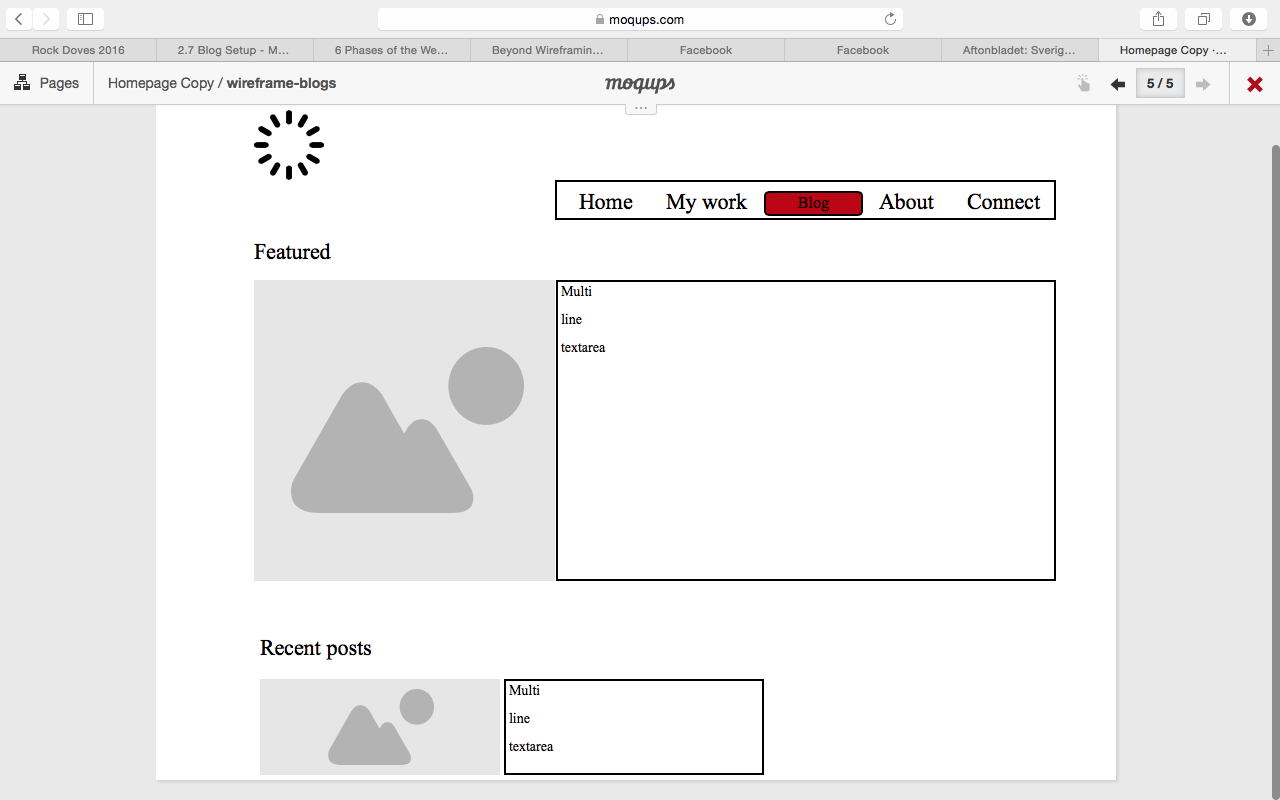 moqups.com
Rock Doves 2016
2.7 Blog Setup - M...
6 Phases of the We...
Beyond Wireframin...
Facebook
Facebook
Aftonbladet: Sverig...
Homepage Copy ·...
Pages
Homepage Copy / wireframe-blogs
moqups
5 / 5
...
Home My work Blog About Connect
Featured
Multi
line
textarea
Recent posts
Multi
line
textarea